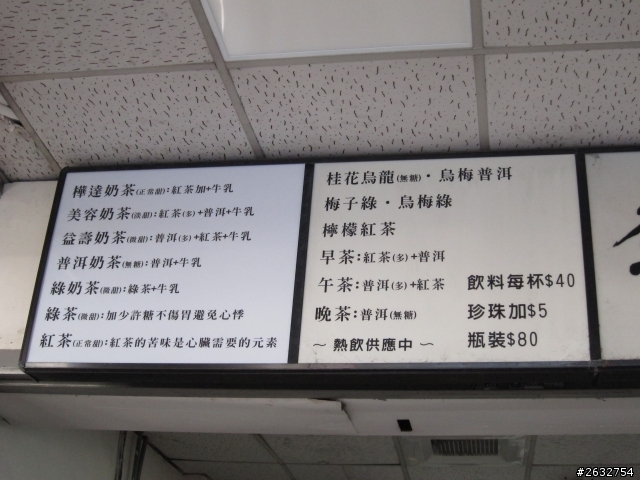 樺達奶茶(正常甜):紅茶加+牛乳
美容奶茶(微甜):紅茶(多)+普洱+牛乳
益壽奶茶(微甜):普洱(多)+紅茶+牛乳
普洱奶茶(無糖):普洱+牛乳
綠奶茶(微甜):綠茶+牛乳
綠茶(微甜):加少許糖不傷胃避免心悸
紅茶(正常甜):紅茶的苦味是心臟需要的元素
桂花烏龍(無糖)·烏梅普洱
梅子綠·烏梅綠
檸檬紅茶
早茶:紅茶(多)+普洱
午茶:普洱(多)+紅茶
晚茶:普洱(無糖)
～熱飲供應中～
飲料每杯$40
珍珠加$5
瓶裝$80
#2632754